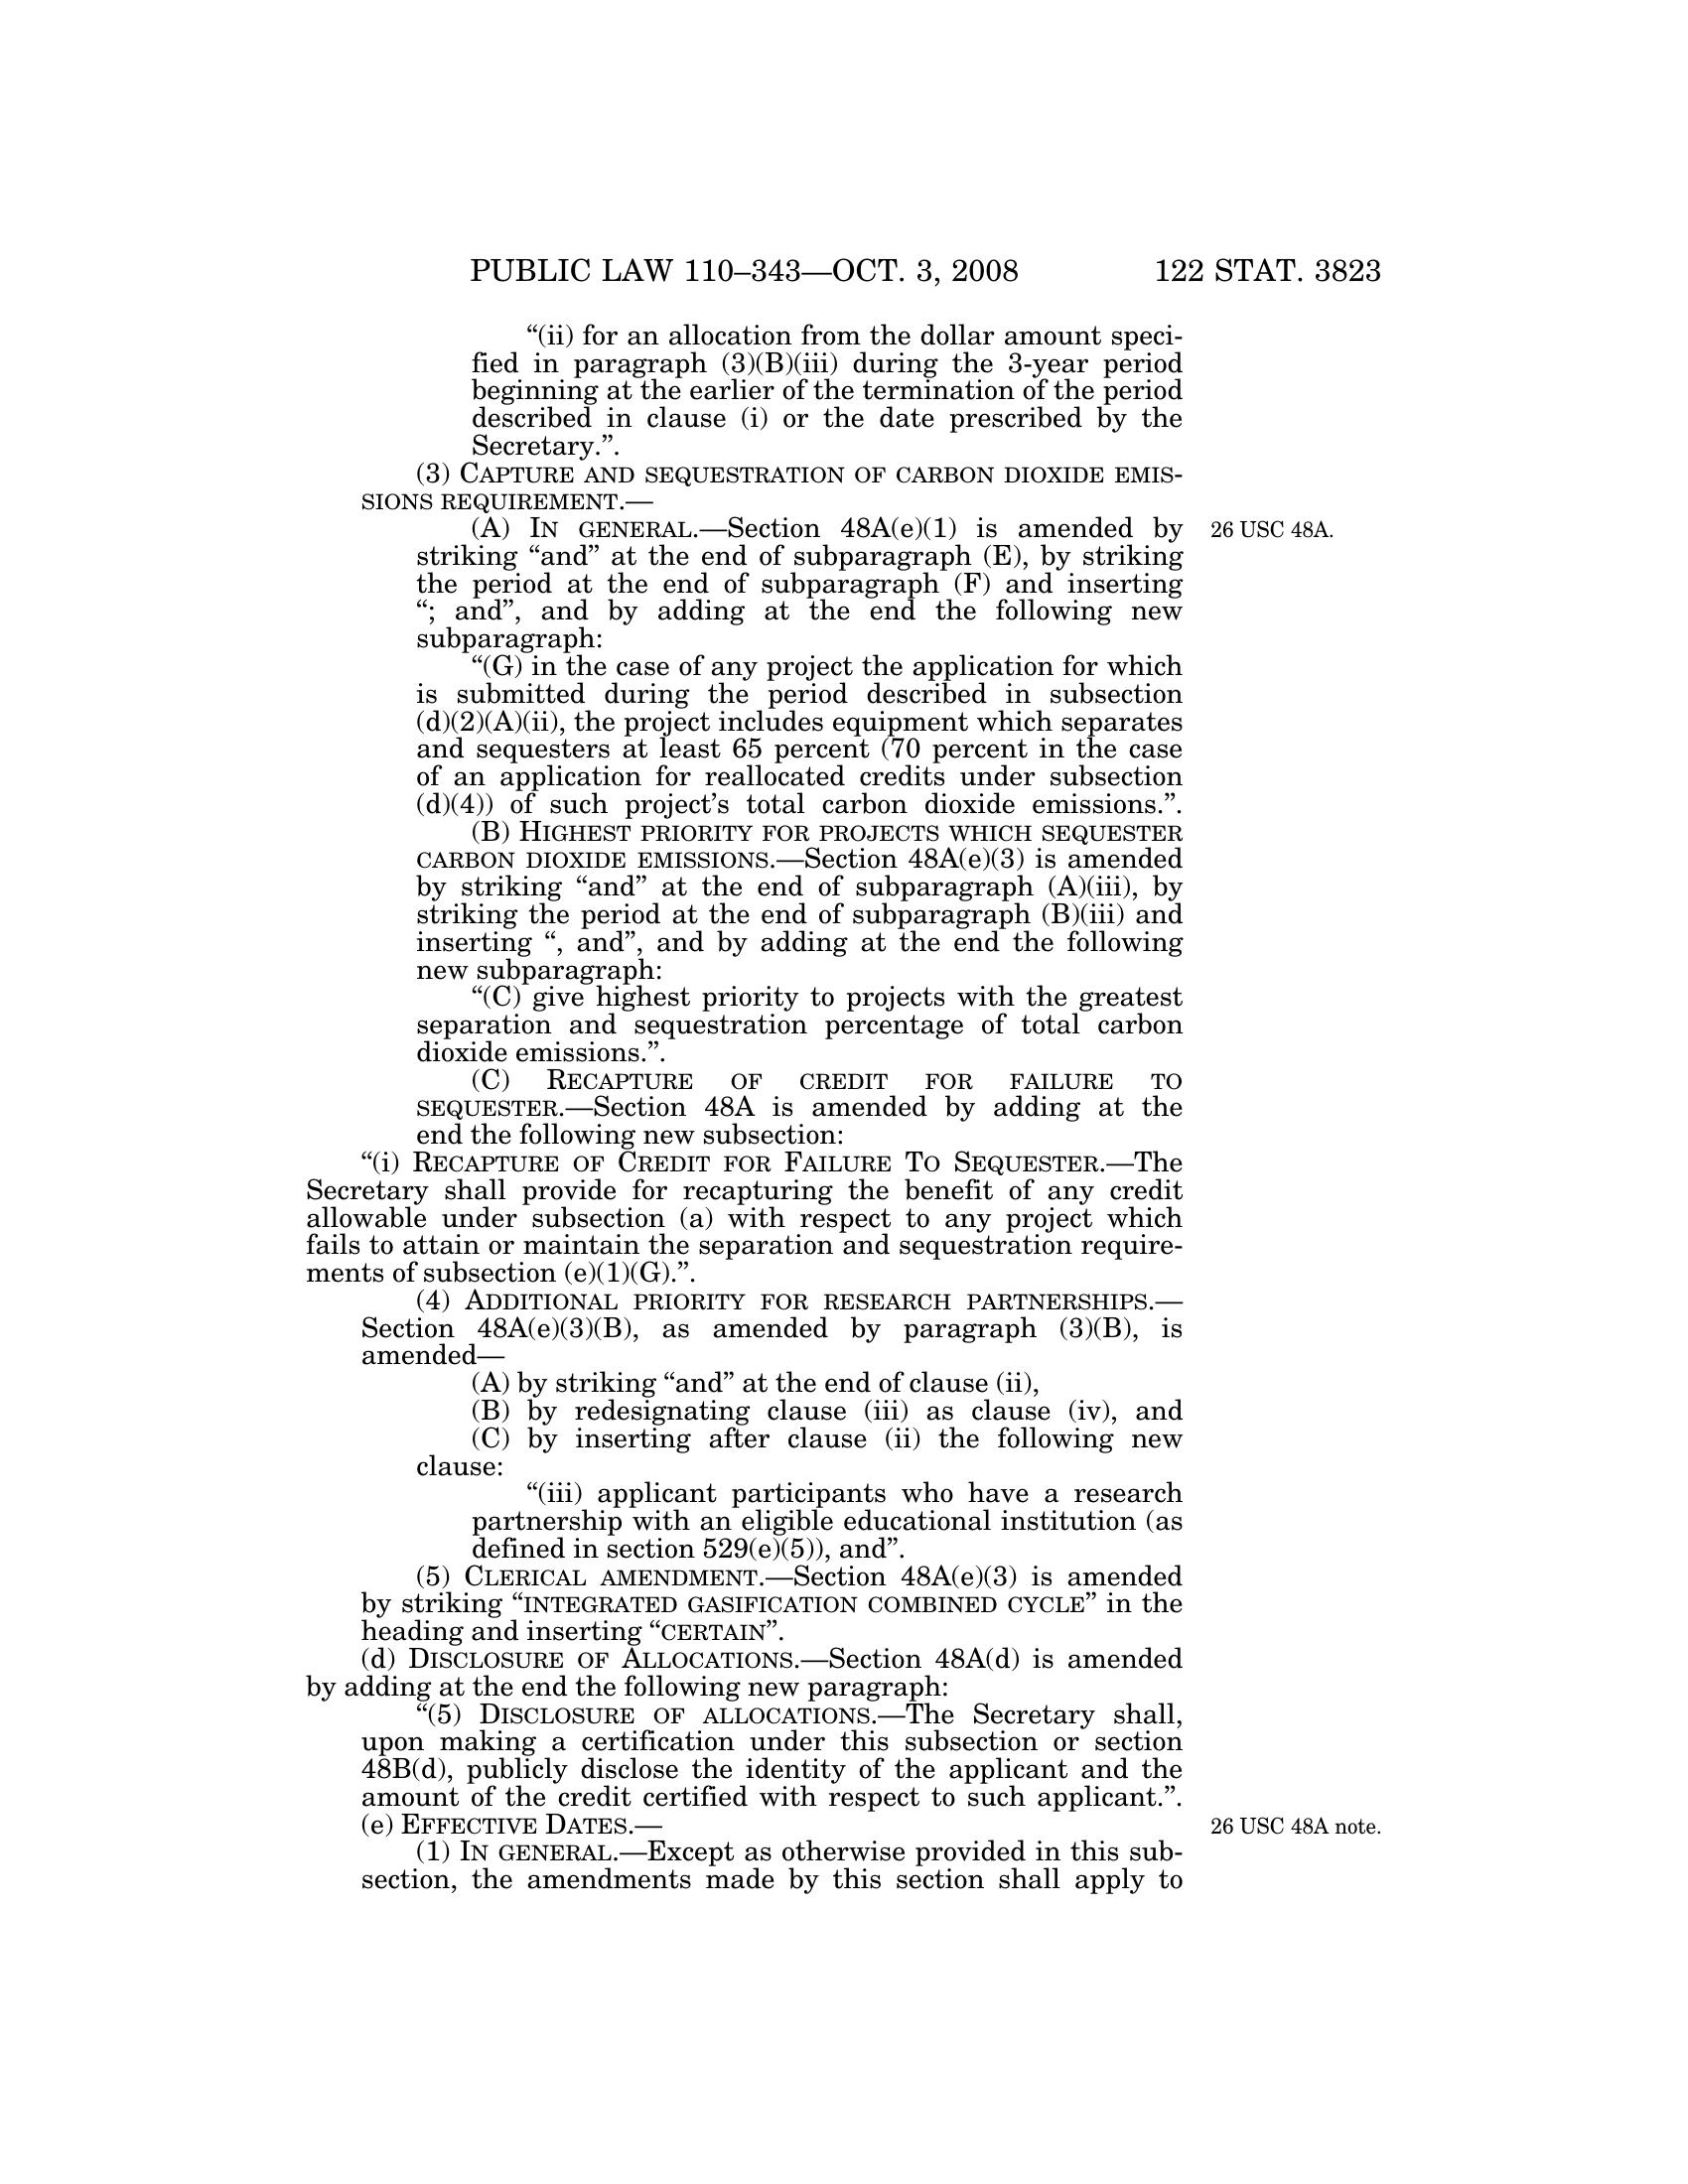 PUBLIC LAW 110–343—OCT. 3, 2008 122 STAT. 3823
“(ii) for an allocation from the dollar amount speci-
fied in paragraph (3)(B)(iii) during the 3-year period
beginning at the earlier of the termination of the period
described in clause (i) or the date prescribed by the
Secretary.”.
(3) CAPTURE AND SEQUESTRATION OF CARBON DIOXIDE EMIS-
SIONS REQUIREMENT.—
(A) IN GENERAL.—Section 48A(e)(1) is amended by
26 USC 48A.
striking “and” at the end of subparagraph (E), by striking
the period at the end of subparagraph (F) and inserting
“; and”, and by adding at the end the following new
subparagraph:
“(G) in the case of any project the application for which
is submitted during the period described in subsection
(d)(2)(A)(ii), the project includes equipment which separates
and sequesters at least 65 percent (70 percent in the case
of an application for reallocated credits under subsection
(d)(4)) of such project’s total carbon dioxide emissions.”.
(B) HIGHEST PRIORITY FOR PROJECTS WHICH SEQUESTER
CARBON DIOXIDE EMISSIONS.—Section 48A(e)(3) is amended
by striking “and” at the end of subparagraph (A)(iii), by
striking the period at the end of subparagraph (B)(iii) and
inserting “, and”, and by adding at the end the following
new subparagraph:
“(C) give highest priority to projects with the greatest
separation and sequestration percentage of total carbon
dioxide emissions.”.
(C) RECAPTURE OF CREDIT FOR FAILURE TO
SEQUESTER.—Section 48A is amended by adding at the
end the following new subsection:
“(i) RECAPTURE OF CREDIT FOR FAILURE TO SEQUESTER.—The
Secretary shall provide for recapturing the benefit of any credit
allowable under subsection (a) with respect to any project which
fails to attain or maintain the separation and sequestration require-
ments of subsection (e)(1)(G).”.
(4) ADDITIONAL PRIORITY FOR RESEARCH PARTNERSHIPS.—
Section 48A(e)(3)(B), as amended by paragraph (3)(B), is
amended—
(A) by striking “and” at the end of clause (ii),
(B) by redesignating clause (iii) as clause (iv), and
(C) by inserting after clause (ii) the following new
clause:
“(iii) applicant participants who have a research
partnership with an eligible educational institution (as
defined in section 529(e)(5)), and”.
(5) CLERICAL AMENDMENT.—Section 48A(e)(3) is amended
by striking “INTEGRATED GASIFICATION COMBINED CYCLE” in the
heading and inserting “CERTAIN”.
(d) DISCLOSURE OF ALLOCATIONS.—Section 48A(d) is amended
by adding at the end the following new paragraph:
“(5) DISCLOSURE OF ALLOCATIONS.—The Secretary shall,
upon making a certification under this subsection or section
48B(d), publicly disclose the identity of the applicant and the
amount of the credit certified with respect to such applicant.”.
(e) EFFECTIVE DATES.—
26 USC 48A note.
(1) IN GENERAL.—Except as otherwise provided in this sub-
section, the amendments made by this section shall apply to